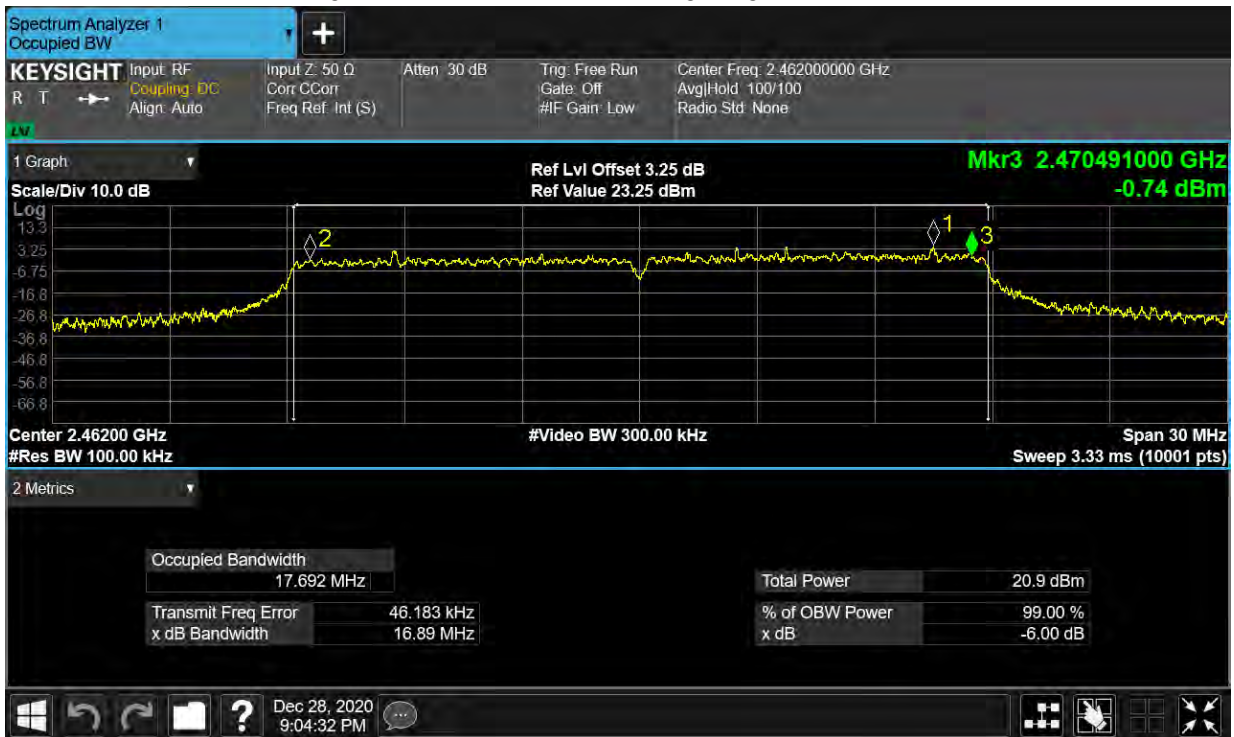 Spectrum Analyzer 1
Occupied BW
+
KEYSIGHT Input: RF Input Z: 50 Ω Atten: 30 dB Trig: Free Run Center Freq: 2.462000000 GHz
R T Coupling: DC Corr CCorr Gate: Off Avg|Hold: 100/100
Align: Auto Freq Ref: Int (S) #IF Gain: Low Radio Std: None
LXI
1 Graph Ref Lvl Offset 3.25 dB Mkr3 2.470491000 GHz
Scale/Div 10.0 dB Ref Value 23.25 dBm -0.74 dBm
Log
13.3
3.25
-6.75
-16.8
-26.8
-36.8
-46.8
-56.8
-66.8
2
1
3
Center 2.46200 GHz #Video BW 300.00 kHz Span 30 MHz
#Res BW 100.00 kHz Sweep 3.33 ms (10001 pts)
2 Metrics
Occupied Bandwidth
17.692 MHz Total Power 20.9 dBm
Transmit Freq Error 46.183 kHz % of OBW Power 99.00 %
x dB Bandwidth 16.89 MHz x dB -6.00 dB
? Dec 28, 2020
9:04:32 PM